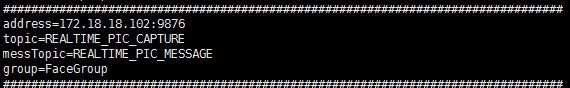 ################################################################################
address=172.18.18.102:9876
topic=REALTIME_PIC_CAPTURE
messTopic=REALTIME_PIC_MESSAGE
group=FaceGroup
################################################################################